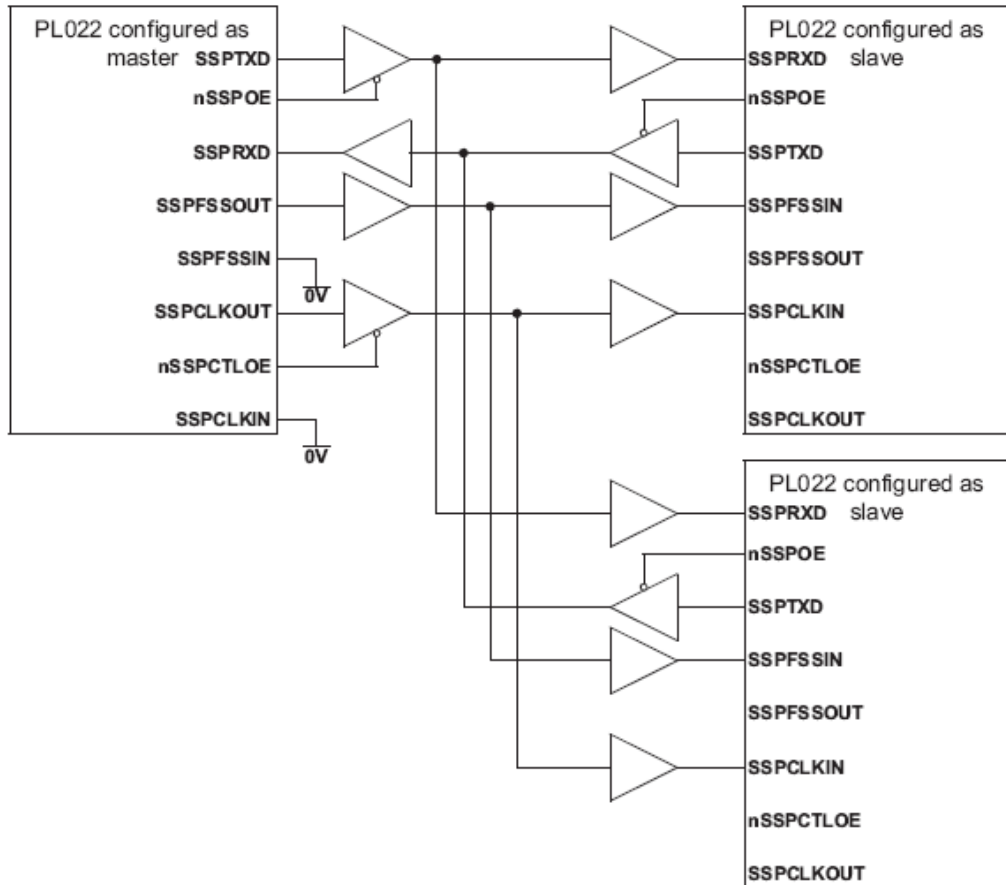 PL022 configured as
master SSPTXD
nSSPOE
SSPRXD
SSPFSSOUT
SSPFSSIN
0V
SSPCLKOUT
nSSPCTLOE
SSPCLKIN
0V
PL022 configured as
SSPRXD slave
nSSPOE
SSPTXD
SSPFSSIN
SSPFSSOUT
SSPCLKIN
nSSPCTLOE
SSPCLKOUT
PL022 configured as
SSPRXD slave
nSSPOE
SSPTXD
SSPFSSIN
SSPFSSOUT
SSPCLKIN
nSSPCTLOE
SSPCLKOUT